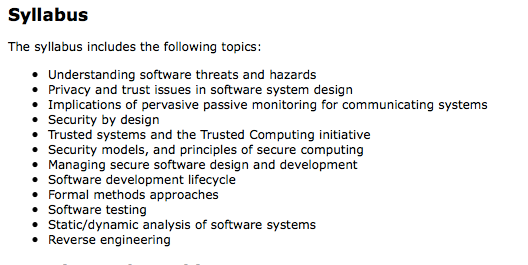 Syllabus
The syllabus includes the following topics:
• Understanding software threats and hazards
• Privacy and trust issues in software system design
• Implications of pervasive passive monitoring for communicating systems
• Security by design
• Trusted systems and the Trusted Computing initiative
• Security models, and principles of secure computing
• Managing secure software design and development
• Software development lifecycle
• Formal methods approaches
• Software testing
• Static/dynamic analysis of software systems
• Reverse engineering